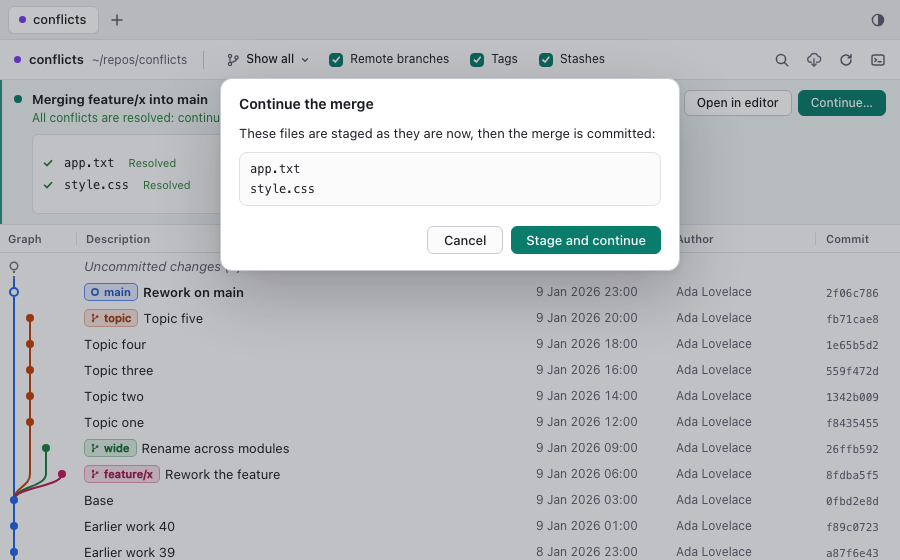 conflicts
conflicts ~/repos/conflicts Show all Remote branches Tags Stashes
Merging feature/x into main
All conflicts are resolved: continu
Open in editor Continue...
app.txt Resolved
style.css Resolved
Continue the merge
These files are staged as they are now, then the merge is committed:
app.txt
style.css
Cancel Stage and continue
Graph Description Author Commit
Uncommitted changes
main Rework on main 9 Jan 2026 23:00 Ada Lovelace 2f06c786
topic Topic five 9 Jan 2026 20:00 Ada Lovelace fb71cae8
Topic four 9 Jan 2026 18:00 Ada Lovelace 1e65b5d2
Topic three 9 Jan 2026 16:00 Ada Lovelace 559f472d
Topic two 9 Jan 2026 14:00 Ada Lovelace 1342b009
Topic one 9 Jan 2026 12:00 Ada Lovelace f8435455
wide Rename across modules 9 Jan 2026 09:00 Ada Lovelace 26ffb592
feature/x Rework the feature 9 Jan 2026 06:00 Ada Lovelace 8fdba5f5
Base 9 Jan 2026 03:00 Ada Lovelace 0fbd2e8d
Earlier work 40 9 Jan 2026 01:00 Ada Lovelace f89c0723
Earlier work 39 8 Jan 2026 23:00 Ada Lovelace a87f6e43